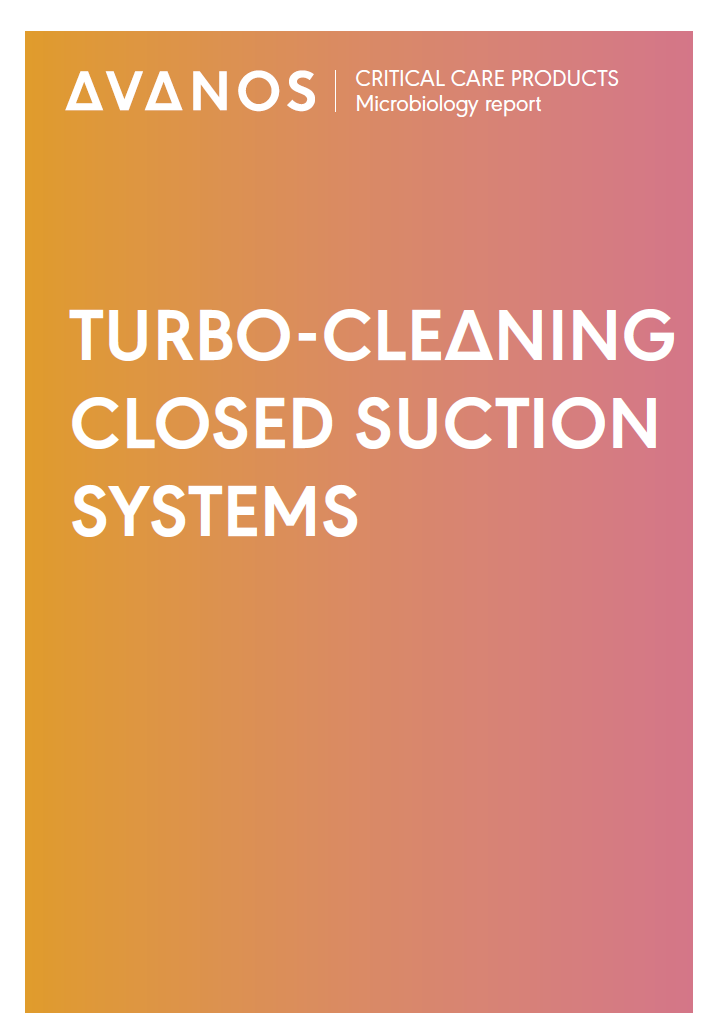 AVANOS
CRITICAL CARE PRODUCTS
Microbiology report
TURBO-CLEANING
CLOSED SUCTION
SYSTEMS